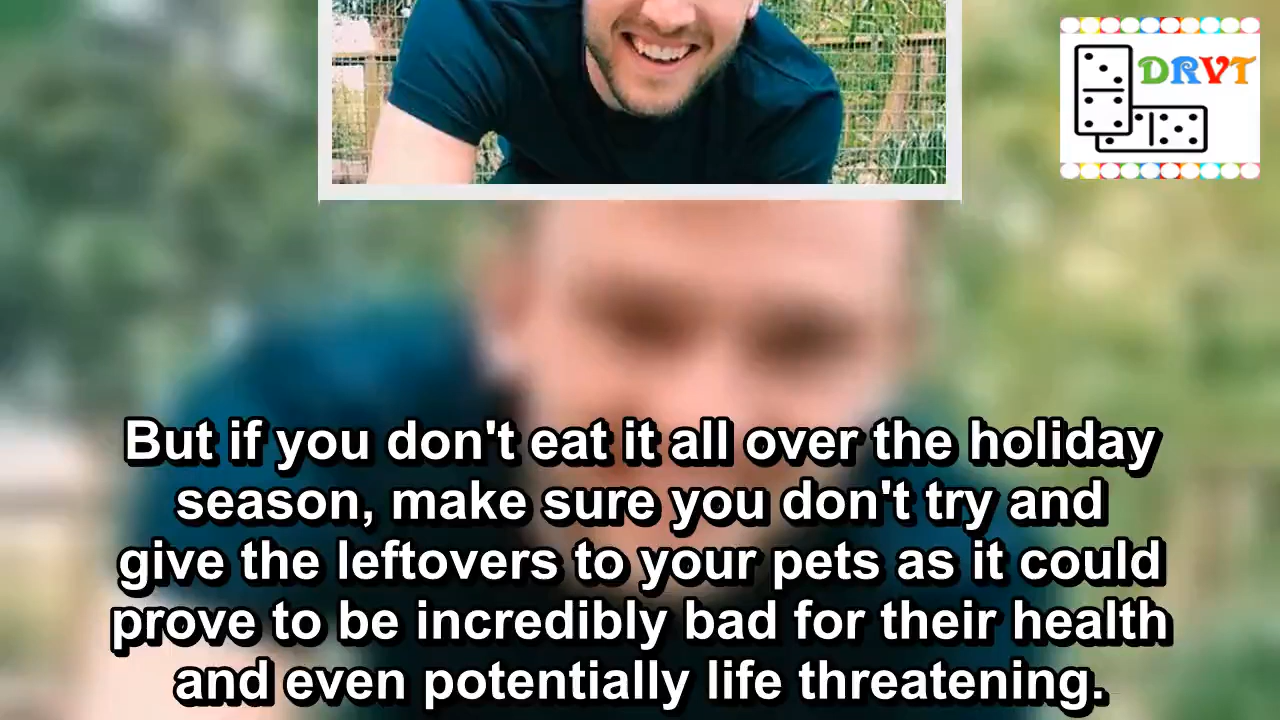 DRVT
But if you don't eat it all over the holiday
season, make sure you don't try and
give the leftovers to your pets as it could
prove to be incredibly bad for their health
and even potentially life threatening.